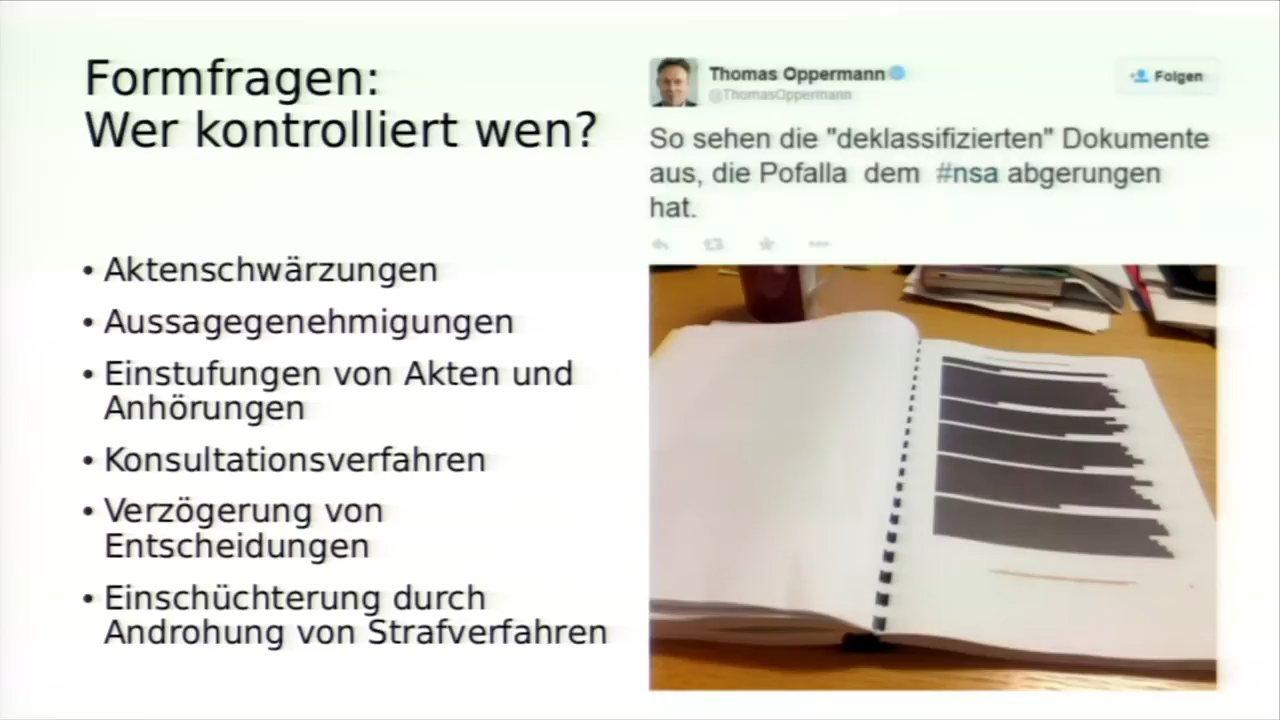 Formfragen:
Wer kontrolliert wen?
• Aktenschwärzungen
• Aussagegenehmigungen
• Einstufungen von Akten und
Anhörungen
• Konsultationsverfahren
• Verzögerung von
Entscheidungen
• Einschüchterung durch
Androhung von Strafverfahren
Thomas Oppermann
@ThomasOppermann
Folgen
So sehen die "deklassifizierten" Dokumente
aus, die Pofalla dem #nsa abgerungen
hat.